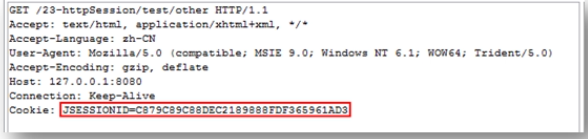 GET /23-httpSession/test/other HTTP/1.1
Accept: text/html, application/xhtml+xml, */*
Accept-Language: zh-CN
User-Agent: Mozilla/5.0 (compatible; MSIE 9.0; Windows NT 6.1; WOW64; Trident/5.0)
Accept-Encoding: gzip, deflate
Host: 127.0.0.1:8080
Connection: Keep-Alive
Cookie: JSESSIONID=C879C89C88DEC2189888FDF365961AD3